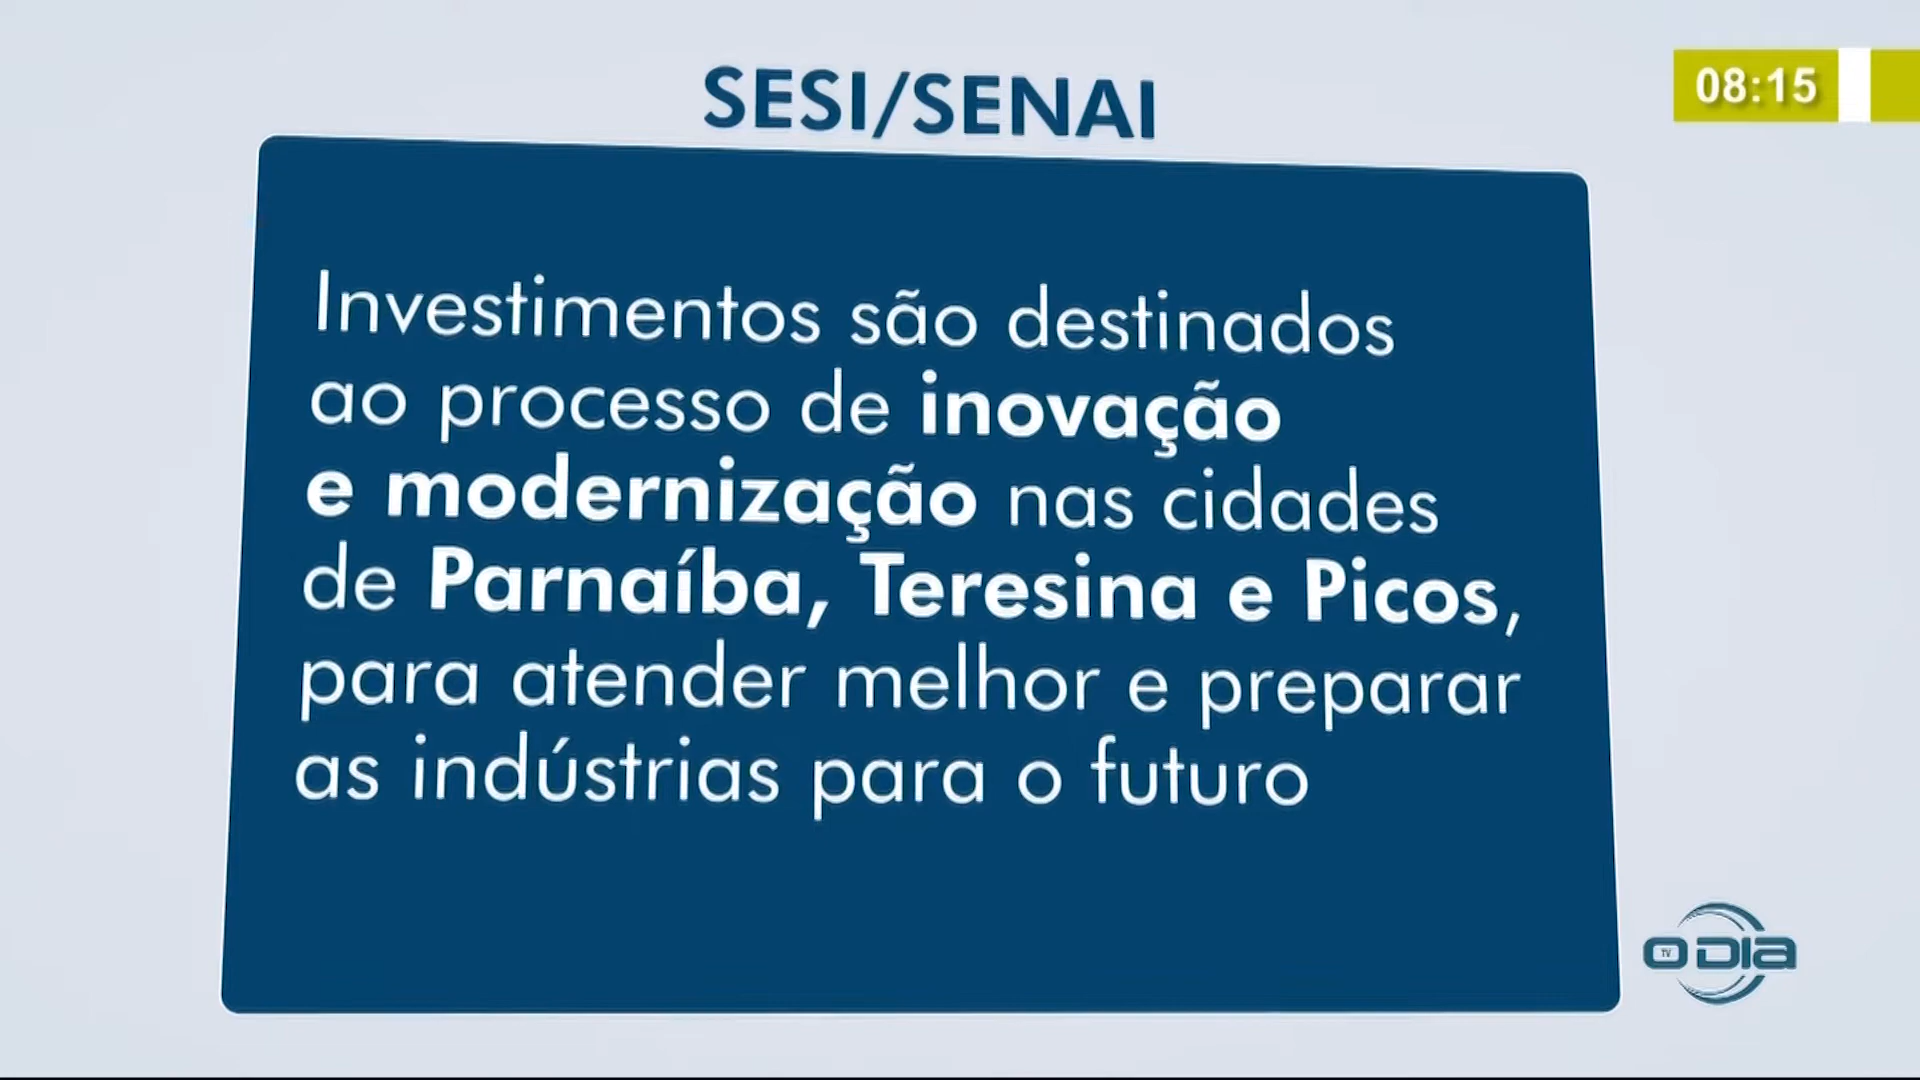 SESI/SENAI
08:15
Investimentos são destinados
ao processo de inovação
e modernização nas cidades
de Parnaíba, Teresina e Picos,
para atender melhor e preparar
as indústrias para o futuro
O DIA
TV